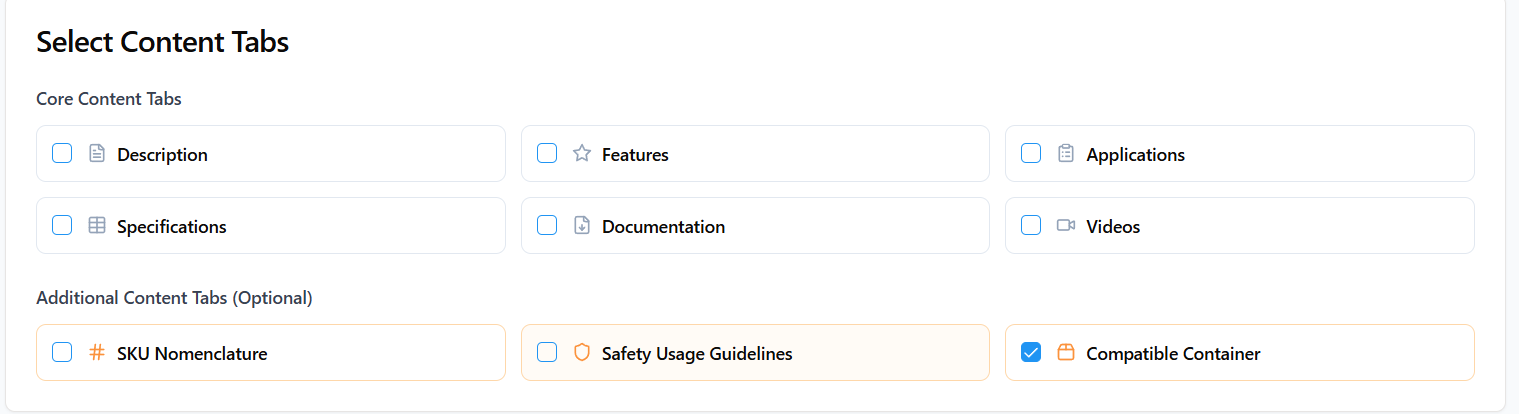 Select Content Tabs
Core Content Tabs
Description
Features
Applications
Specifications
Documentation
Videos
Additional Content Tabs (Optional)
SKU Nomenclature
Safety Usage Guidelines
Compatible Container